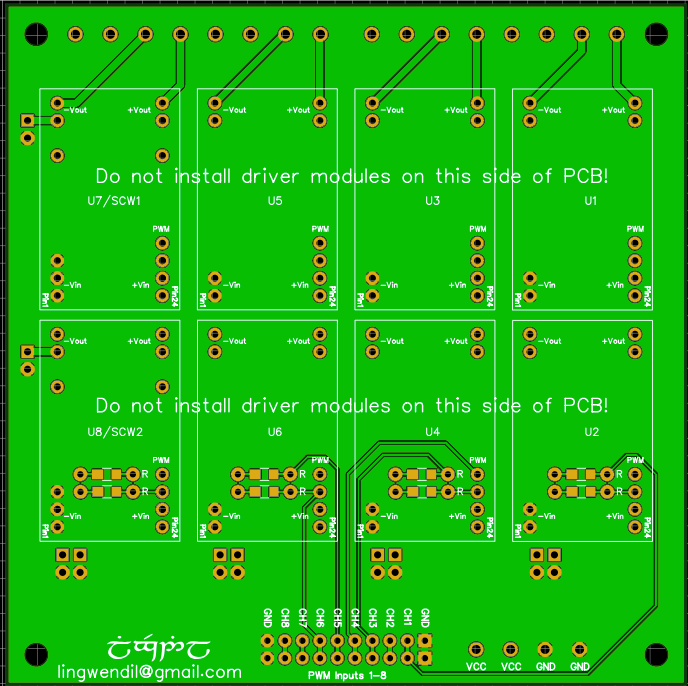 -Vout +Vout -Vout +Vout -Vout +Vout -Vout +Vout
Do not install driver modules on this side of PCB!
U7/SCW1 U5 U3 U1
PWM PWM PWM PWM
-Vin +Vin -Vin +Vin -Vin +Vin -Vin +Vin
Pin1 Pin24 Pin1 Pin24 Pin1 Pin24 Pin1 Pin24
-Vout +Vout -Vout +Vout -Vout +Vout -Vout +Vout
Do not install driver modules on this side of PCB!
U8/SCW2 U6 U4 U2
PWM PWM PWM PWM
R R R R
R R R R
-Vin +Vin -Vin +Vin -Vin +Vin -Vin +Vin
Pin1 Pin24 Pin1 Pin24 Pin1 Pin24 Pin1 Pin24
GND CH8 CH7 CH6 CH5 CH4 CH3 CH2 CH1 GND
lingwendil@gmail.com
PWM Inputs 1-8
VCC VCC GND GND